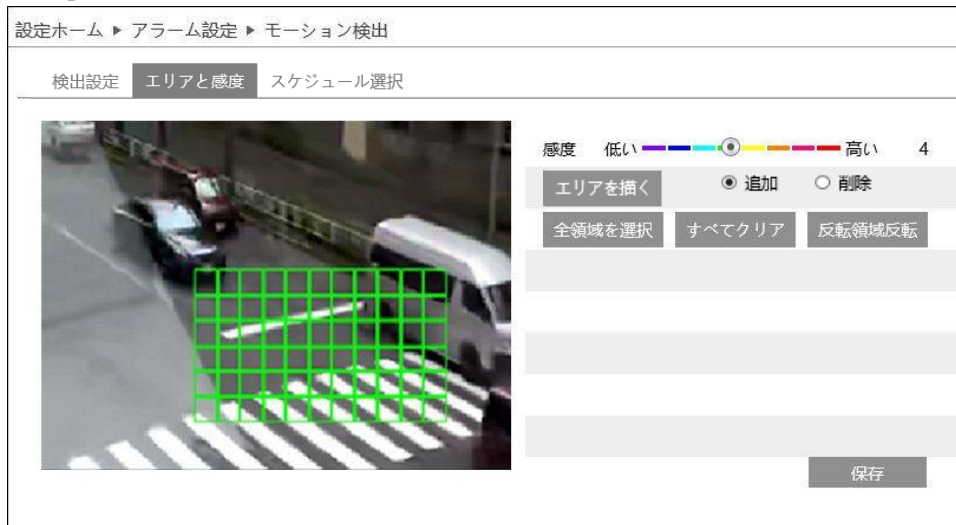 設定ホーム ▶ アラーム設定 ▶ モーション検出
検出設定 エリアと感度 スケジュール選択
感度 低い 高い 4
エリアを描く 追加 削除
全領域を選択 すべてクリア 反転領域反転
保存